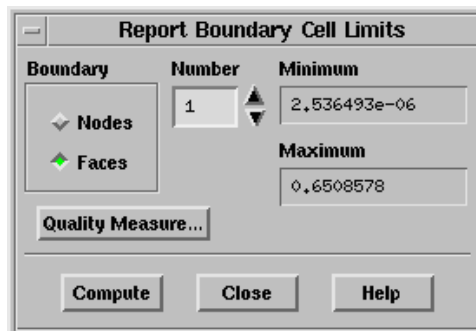 Report Boundary Cell Limits
Boundary
Number
Minimum
Nodes
Faces
1
2.536493e-06
Maximum
0.6508578
Quality Measure...
Compute
Close
Help